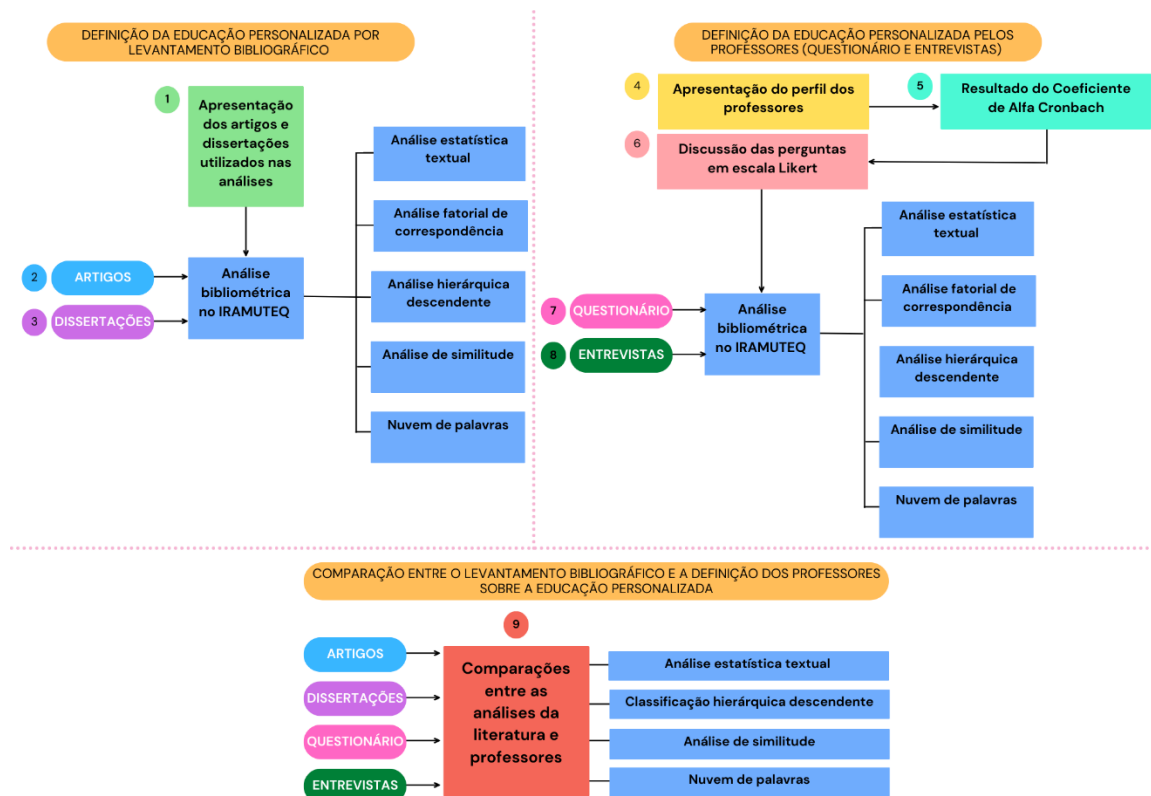 DEFINIÇÃO DA EDUCAÇÃO PERSONALIZADA POR
LEVANTAMENTO BIBLIOGRÁFICO
1
Apresentação
dos artigos e
dissertações
utilizados nas
análises
2
ARTIGOS
3
DISSERTAÇÕES
Análise
bibliométrica
no IRAMUTEQ
Análise estatística
textual
Análise fatorial de
correspondência
Análise hierárquica
descendente
Análise de similitude
Nuvem de palavras
DEFINIÇÃO DA EDUCAÇÃO PERSONALIZADA PELOS
PROFESSORES (QUESTIONÁRIO E ENTREVISTAS)
4
Apresentação do perfil dos
professores
5
Resultado do Coeficiente
de Alfa Cronbach
6
Discussão das perguntas
em escala Likert
7
QUESTIONÁRIO
8
ENTREVISTAS
Análise
bibliométrica
no IRAMUTEQ
Análise estatística
textual
Análise fatorial de
correspondência
Análise hierárquica
descendente
Análise de similitude
Nuvem de palavras
COMPARAÇÃO ENTRE O LEVANTAMENTO BIBLIOGRÁFICO E A DEFINIÇÃO DOS PROFESSORES
SOBRE A EDUCAÇÃO PERSONALIZADA
9
ARTIGOS
DISSERTAÇÕES
QUESTIONÁRIO
ENTREVISTAS
Comparações
entre as
análises da
literatura e
professores
Análise estatística textual
Classificação hierárquica descendente
Análise de similitude
Nuvem de palavras